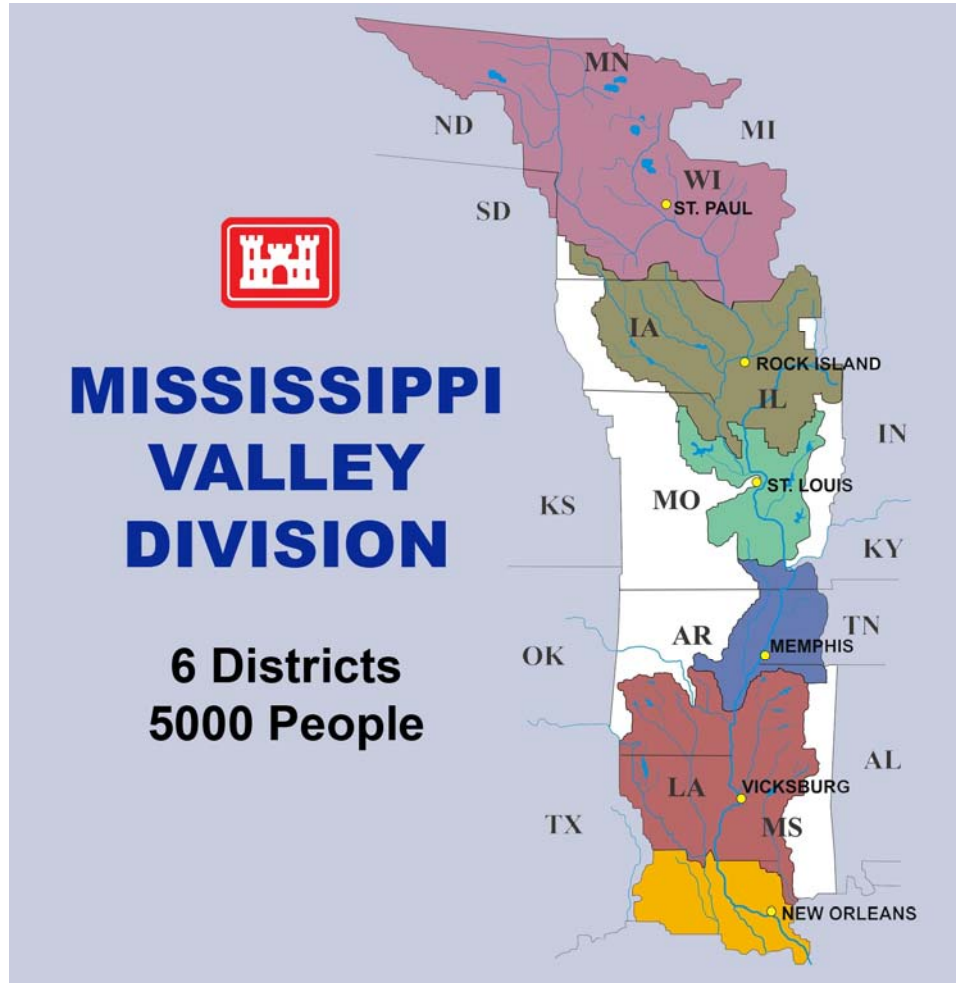 MN
ND
MI
WI
SD
ST. PAUL
IA
MISSISSIPPI
VALLEY
DIVISION
ROCK ISLAND
IL
IN
KS
MO
ST. LOUIS
KY
6 Districts
5000 People
AR
TN
OK
MEMPHIS
AL
LA
VICKSBURG
TX
MS
NEW ORLEANS